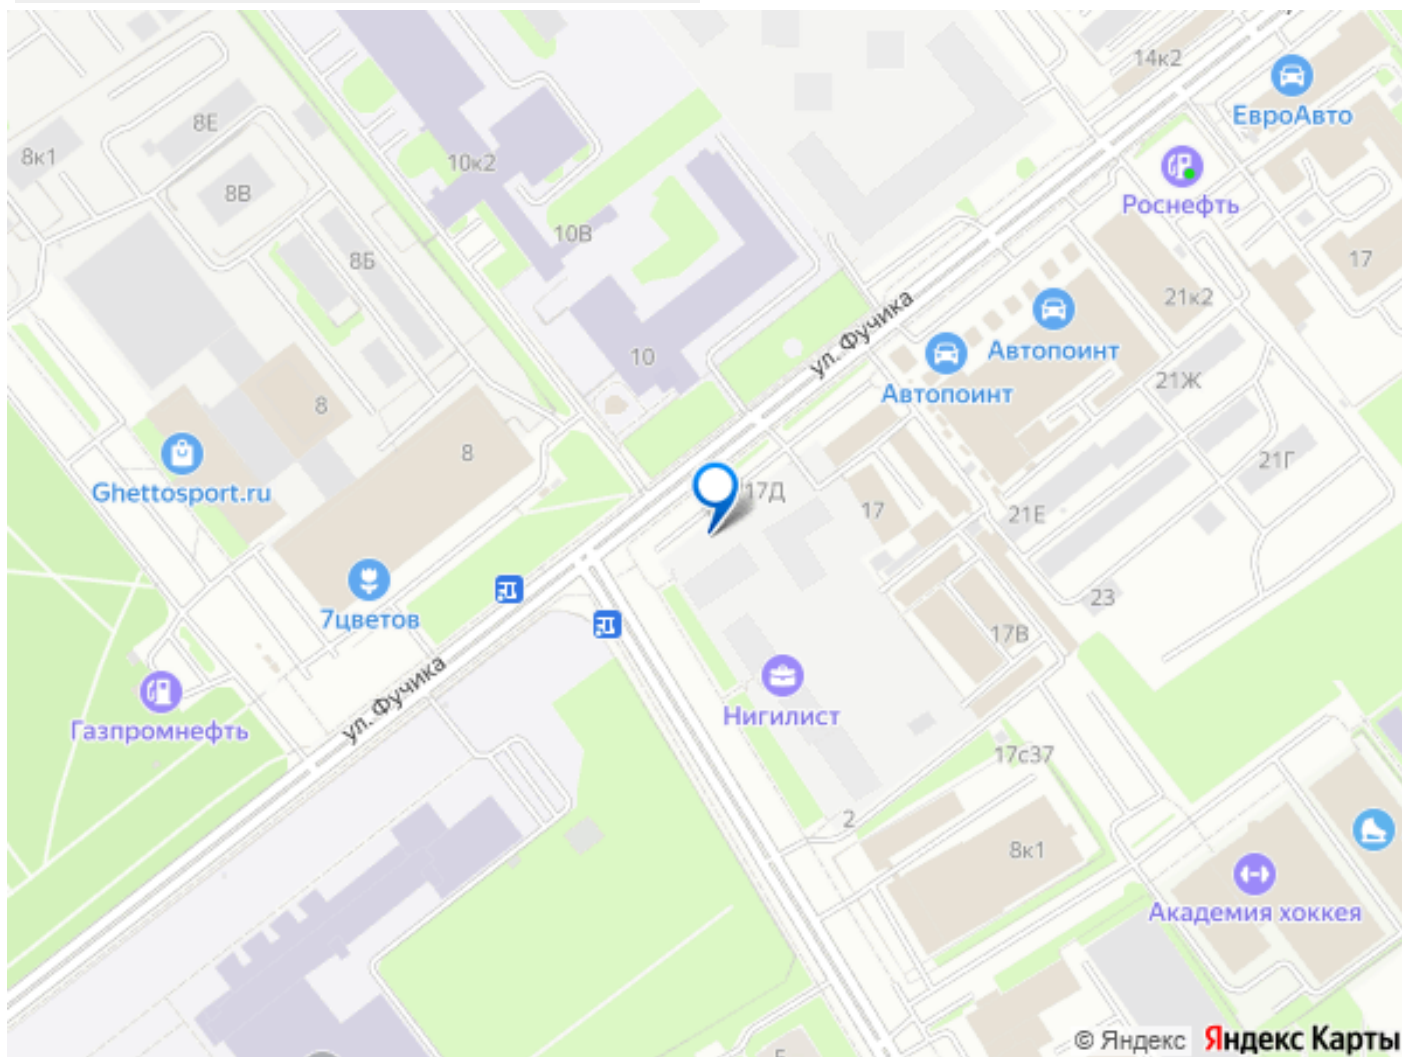 14к2
ЕвроАвто
8Е
8к1
10к2
8В
Роснефть
10В
8Б
17
21к2
ул. Фучика
10
Автопоинт
Автопоинт
21Ж
8
8
21Г
Ghettosport.ru
17Д
17
21Е
7цветов
23
17В
ул. Фучика
Нигилист
Газпромнефть
17с37
2
8к1
Академия хоккея
© Яндекс Яндекс Карты